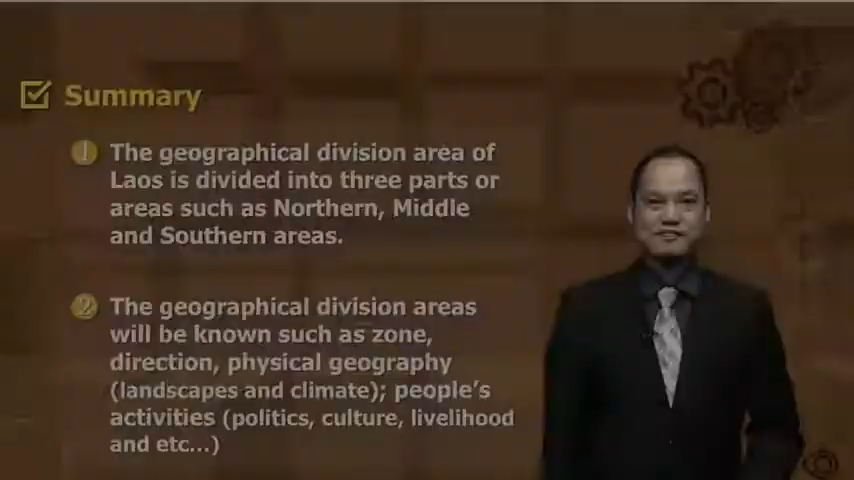 Summary
1 The geographical division area of
Laos is divided into three parts or
areas such as Northern, Middle
and Southern areas.
2 The geographical division areas
will be known such as zone,
direction, physical geography
(landscapes and climate); people's
activities (politics, culture, livelihood
and etc...)